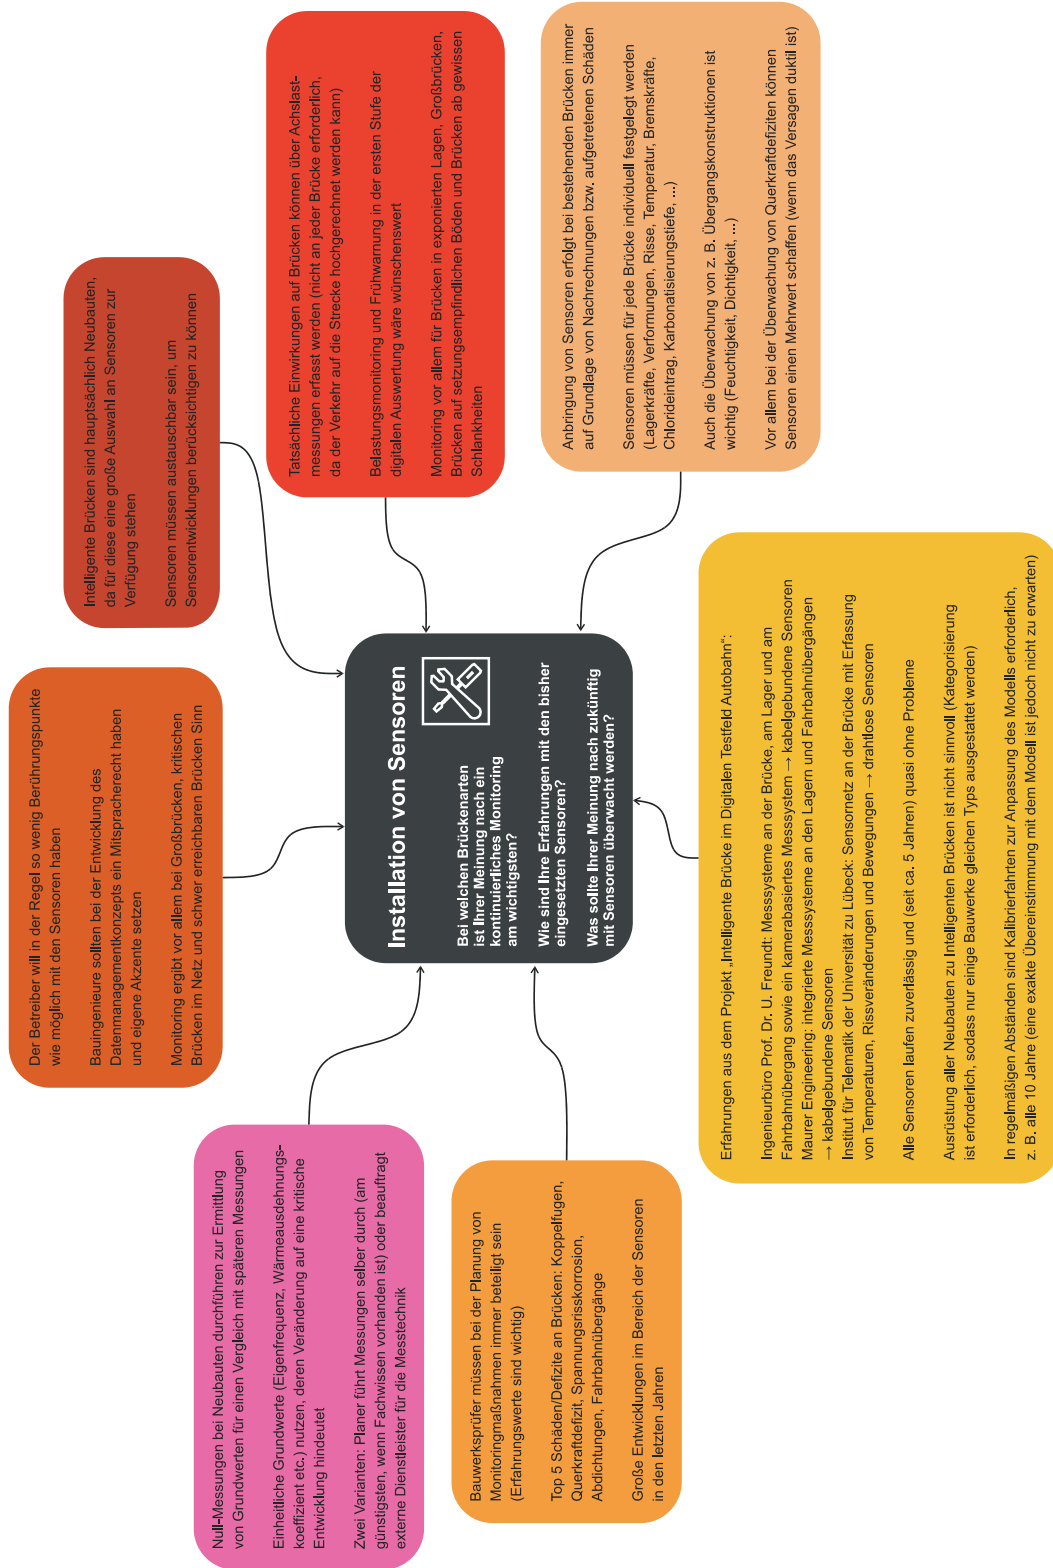 Null-Messungen bei Neubauten durchführen zur Ermittlung
von Grundwerten für einen Vergleich mit späteren Messungen
Einheitliche Grundwerte (Eigenfrequenz, Wärmeausdehnungs-
koeffizient etc.) nutzen, deren Veränderung auf eine kritische
Entwicklung hindeutet
Zwei Varianten: Planer führt Messungen selber durch (am
günstigsten, wenn Fachwissen vorhanden ist) oder beauftragt
externe Dienstleister für die Messtechnik
Der Betreiber will in der Regel so wenig Berührungspunkte
wie möglich mit den Sensoren haben
Bauingenieure sollten bei der Entwicklung des
Datenmanagementkonzepts ein Mitspracherecht haben
und eigene Akzente setzen
Monitoring ergibt vor allem bei Großbrücken, kritischen
Brücken im Netz und schwer erreichbaren Brücken Sinn
Intelligente Brücken sind hauptsächlich Neubauten,
da für diese eine große Auswahl an Sensoren zur
Verfügung stehen
Sensoren müssen austauschbar sein, um
Sensorentwicklungen berücksichtigen zu können
Tatsächliche Einwirkungen auf Brücken können über Achslast-
messungen erfasst werden (nicht an jeder Brücke erforderlich,
da der Verkehr auf die Strecke hochgerechnet werden kann)
Belastungsmonitoring und Frühwarnung in der ersten Stufe der
digitalen Auswertung wäre wünschenswert
Monitoring vor allem für Brücken in exponierten Lagen, Großbrücken,
Brücken auf setzungsempfindlichen Böden und Brücken ab gewissen
Schlankheiten
Installation von Sensoren
Bei welchen Brückenarten
ist Ihrer Meinung nach ein
kontinuierliches Monitoring
am wichtigsten?
Wie sind Ihre Erfahrungen mit den bisher
eingesetzten Sensoren?
Was sollte Ihrer Meinung nach zukünftig
mit Sensoren überwacht werden?
Bauwerksprüfer müssen bei der Planung von
Monitoringmaßnahmen immer beteiligt sein
(Erfahrungswerte sind wichtig)
Top 5 Schäden/Defizite an Brücken: Koppelfugen,
Querkraftdefizit, Spannungsrisskorrosion,
Abdichtungen, Fahrbahnübergänge
Große Entwicklungen im Bereich der Sensoren
in den letzten Jahren
Erfahrungen aus dem Projekt „Intelligente Brücke im Digitalen Testfeld Autobahn“:
Ingenieurbüro Prof. Dr. U. Freundt: Messsysteme an der Brücke, am Lager und am
Fahrbahnübergang sowie ein kamerabasiertes Messsystem → kabelgebundene Sensoren
Maurer Engineering: integrierte Messsysteme an den Lagern und Fahrbahnübergängen
→ kabelgebundene Sensoren
Institut für Telematik der Universität zu Lübeck: Sensornetz an der Brücke mit Erfassung
von Temperaturen, Rissveränderungen und Bewegungen → drahtlose Sensoren
Alle Sensoren laufen zuverlässig und (seit ca. 5 Jahren) quasi ohne Probleme
Ausrüstung aller Neubauten zu Intelligenten Brücken ist nicht sinnvoll (Kategorisierung
ist erforderlich, sodass nur einige Bauwerke gleichen Typs ausgestattet werden)
In regelmäßigen Abständen sind Kalibrierfahrten zur Anpassung des Modells erforderlich,
z. B. alle 10 Jahre (eine exakte Übereinstimmung mit dem Modell ist jedoch nicht zu erwarten)
Anbringung von Sensoren erfolgt bei bestehenden Brücken immer
auf Grundlage von Nachrechnungen bzw. aufgetretenen Schäden
Sensoren müssen für jede Brücke individuell festgelegt werden
(Lagerkräfte, Verformungen, Risse, Temperatur, Bremskräfte,
Chlorideintrag, Karbonatisierungstiefe, ...)
Auch die Überwachung von z. B. Übergangskonstruktionen ist
wichtig (Feuchtigkeit, Dichtigkeit, ...)
Vor allem bei der Überwachung von Querkraftdefiziten können
Sensoren einen Mehrwert schaffen (wenn das Versagen duktil ist)